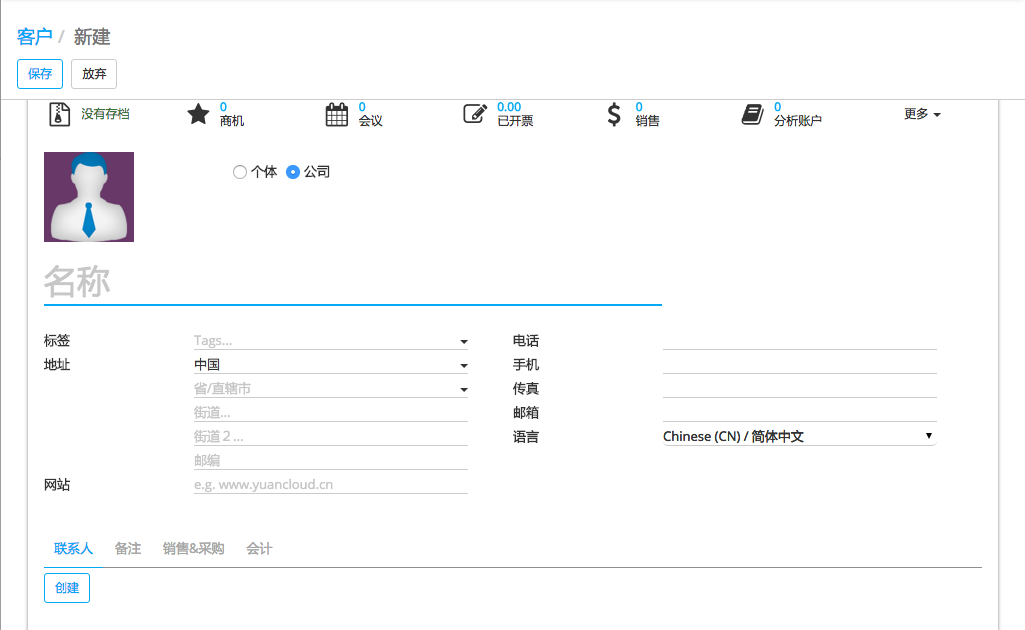 客户 / 新建
保存 放弃
没有存档 0 商机 0 会议 0.00 已开票 0 销售 0 分析账户 更多
个体 公司
名称
标签 Tags... 电话
地址 中国 手机
省/直辖市 传真
街道... 邮箱
街道 2 ... 语言 Chinese (CN) / 简体中文
邮编
网站 e.g. www.yuancloud.cn
联系人 备注 销售&采购 会计
创建